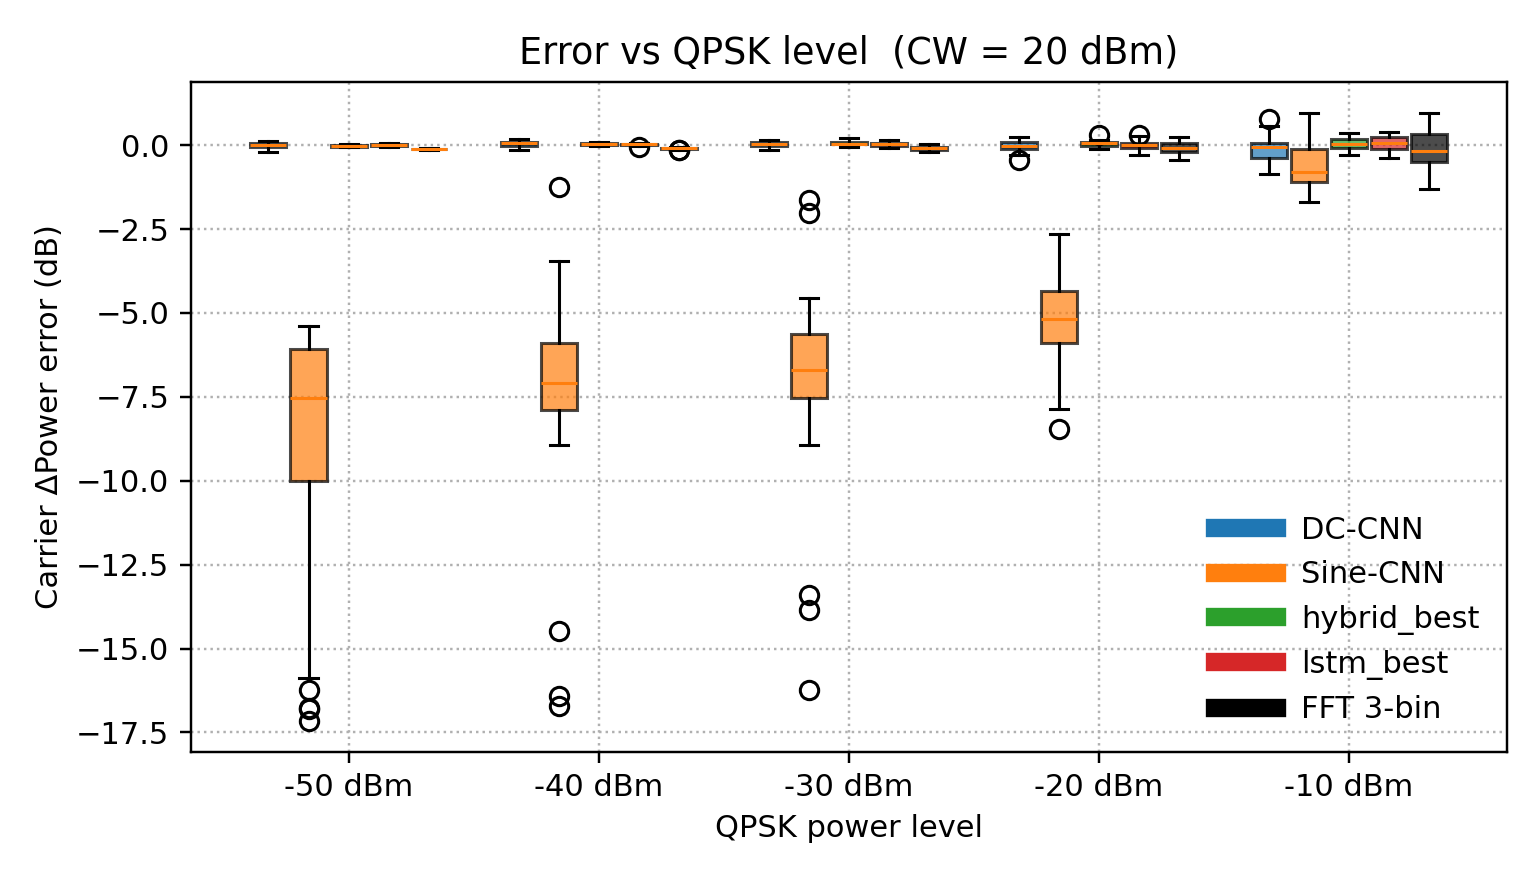 Error vs QPSK level (CW = 20 dBm)
Carrier ΔPower error (dB)
0.0
−2.5
−5.0
−7.5
−10.0
−12.5
−15.0
−17.5
DC-CNN
Sine-CNN
hybrid_best
lstm_best
FFT 3-bin
-50 dBm
-40 dBm
-30 dBm
-20 dBm
-10 dBm
QPSK power level